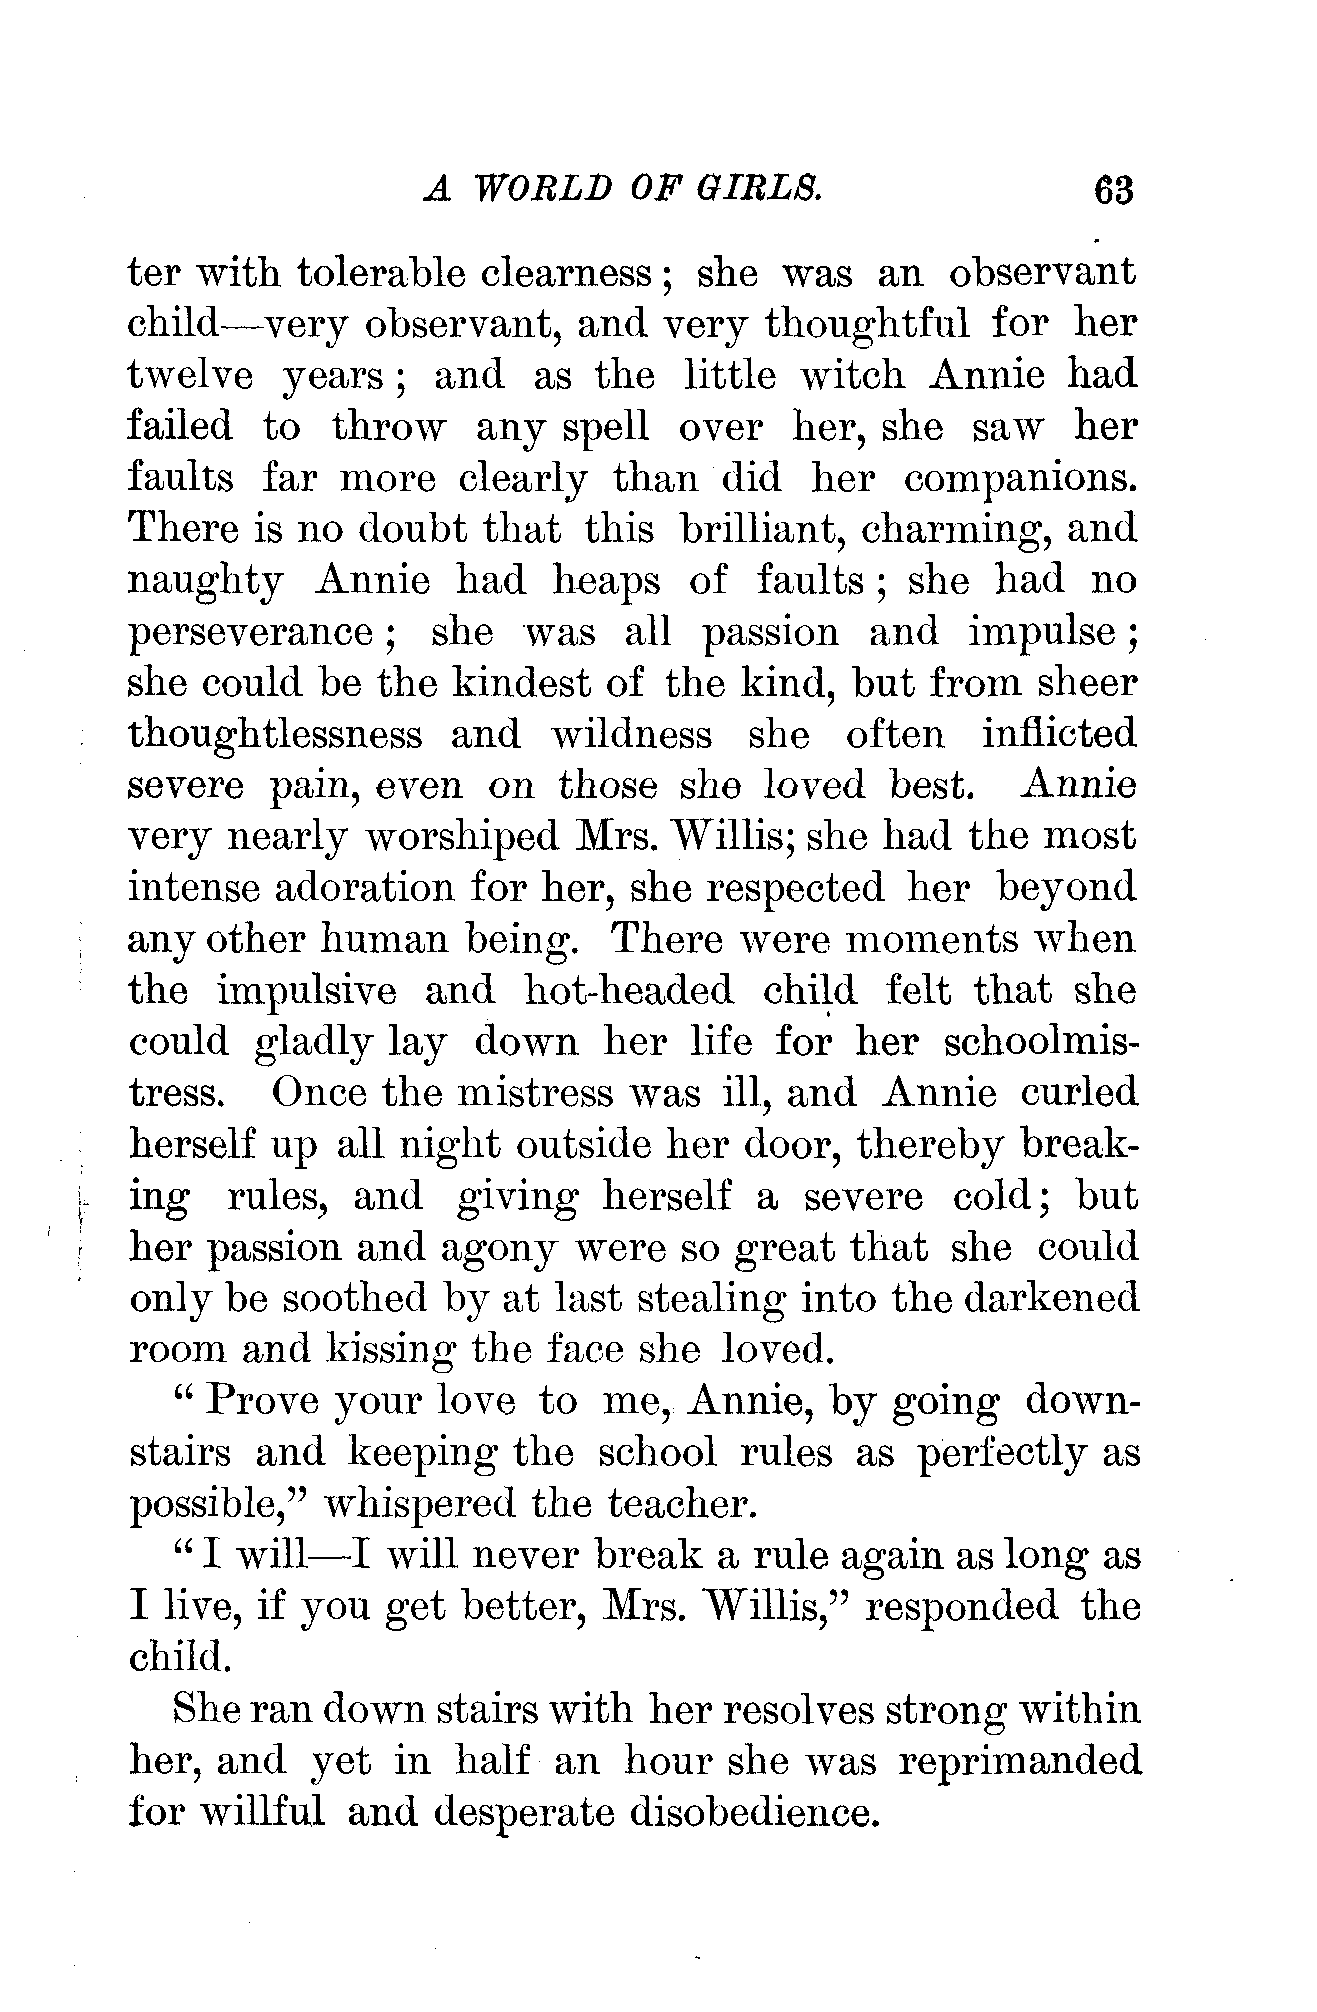 A WORLD OF GIRLS. 63
ter with tolerable clearness; she was an observant
child—very observant, and very thoughtful for her
twelve years; and as the little witch Annie had
failed to throw any spell over her, she saw her
faults far more clearly than did her companions.
There is no doubt that this brilliant, charming, and
naughty Annie had heaps of faults; she had no
perseverance; she was all passion and impulse;
she could be the kindest of the kind, but from sheer
thoughtlessness and wildness she often inflicted
severe pain, even on those she loved best. Annie
very nearly worshiped Mrs. Willis; she had the most
intense adoration for her, she respected her beyond
any other human being. There were moments when
the impulsive and hot-headed child felt that she
could gladly lay down her life for her schoolmis-
tress. Once the mistress was ill, and Annie curled
herself up all night outside her door, thereby break-
ing rules, and giving herself a severe cold; but
her passion and agony were so great that she could
only be soothed by at last stealing into the darkened
room and kissing the face she loved.
“Prove your love to me, Annie, by going down-
stairs and keeping the school rules as perfectly as
possible,” whispered the teacher.
“I will—I will never break a rule again as long as
I live, if you get better, Mrs. Willis,” responded the
child.
She ran down stairs with her resolves strong within
her, and yet in half an hour she was reprimanded
for willful and desperate disobedience.